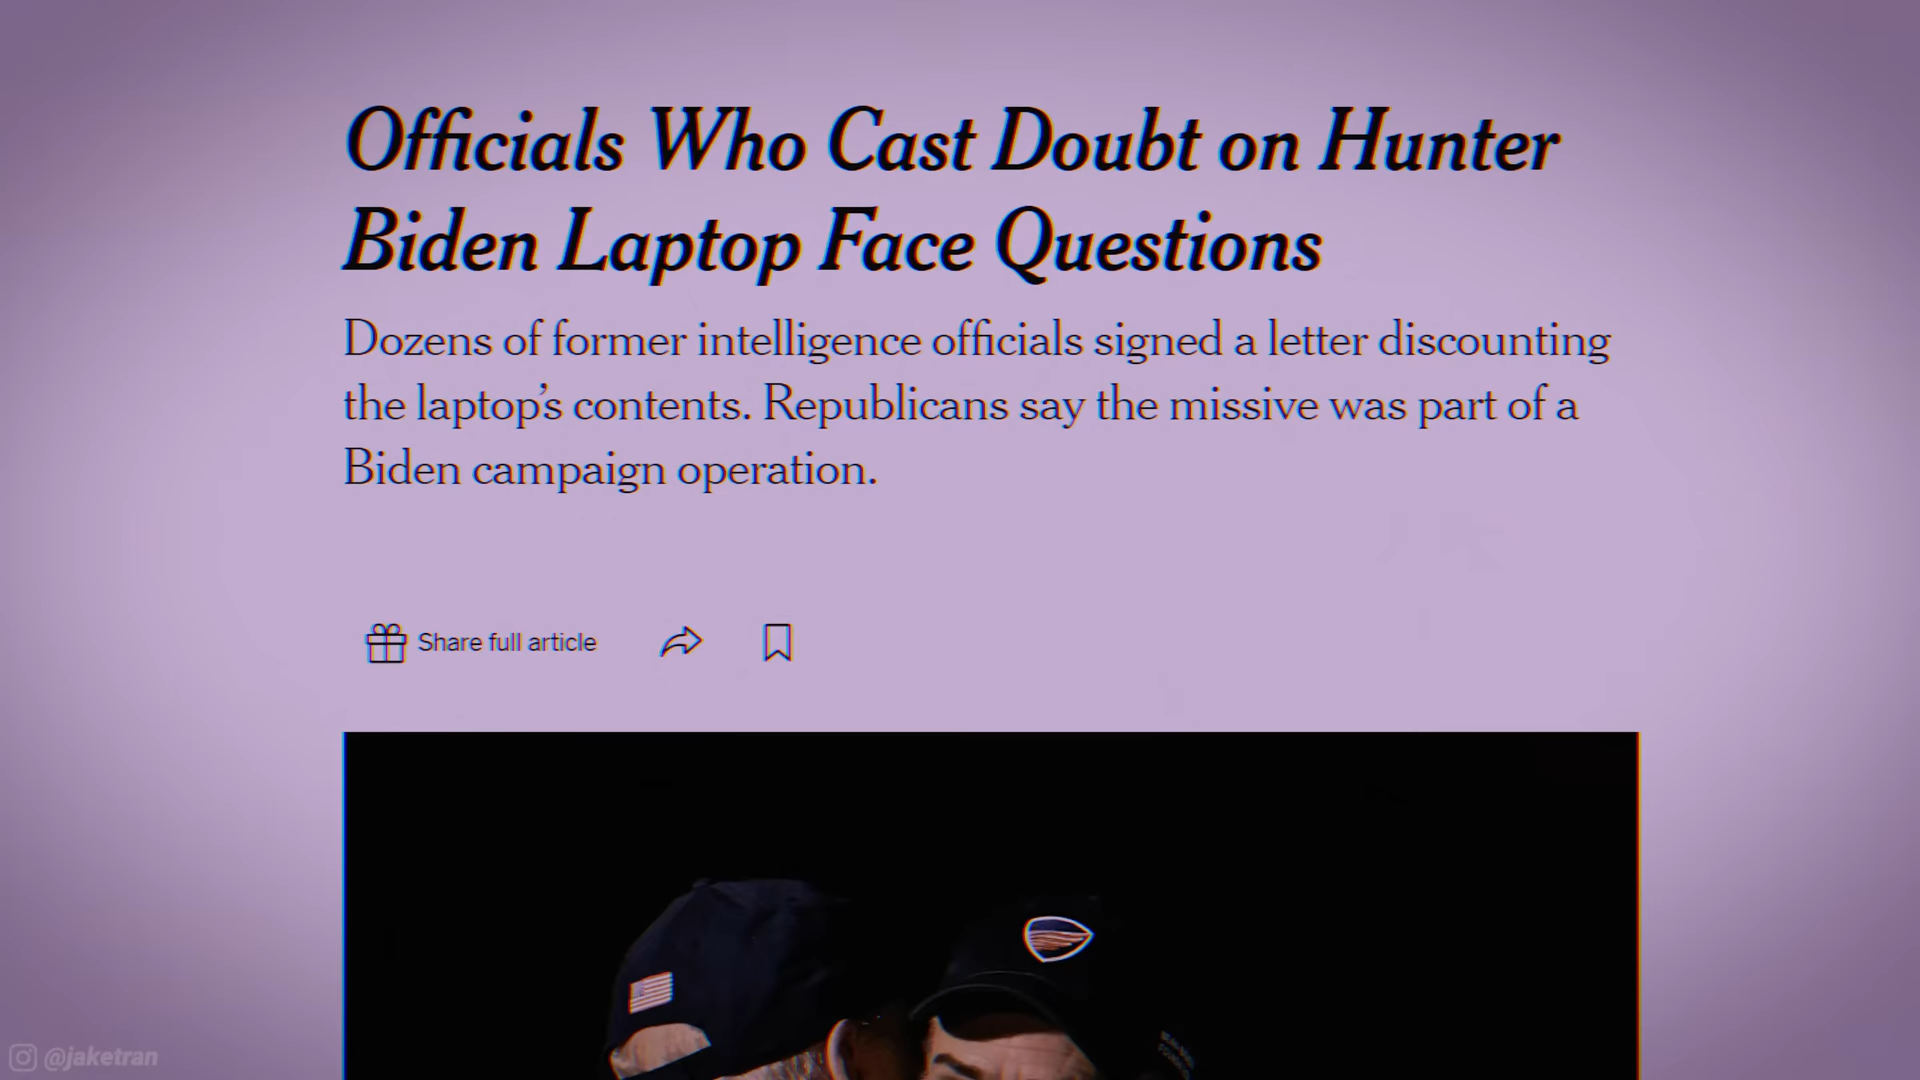 Officials Who Cast Doubt on Hunter
Biden Laptop Face Questions
Dozens of former intelligence officials signed a letter discounting
the laptop’s contents. Republicans say the missive was part of a
Biden campaign operation.
Share full article
@jaketran